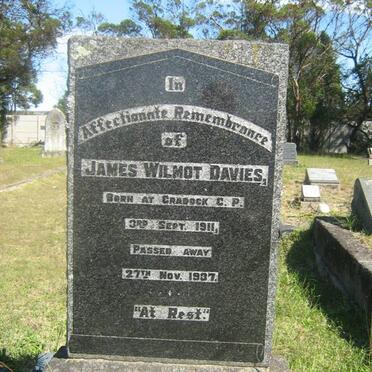 In
Affectionate Remembrance
of
JAMES WILMOT DAVIES,
BORN AT CRADOCK C.P.
3RD SEPT. 1911,
PASSED AWAY
27TH NOV. 1937.
"At Rest."